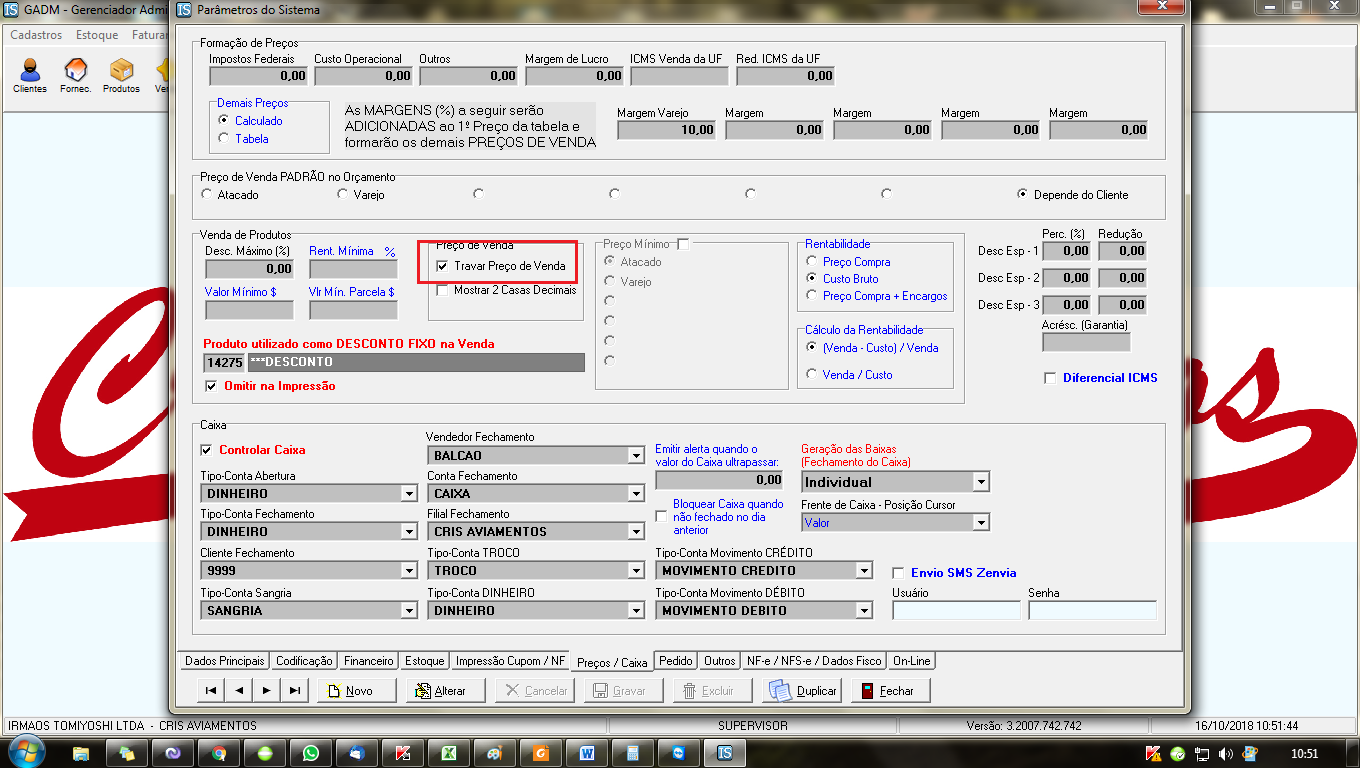 GADM - Gerenciador Admi
Parâmetros do Sistema
Cadastros Estoque Fatura
Clientes Fornec. Produtos
Formação de Preços
Impostos Federais Custo Operacional Outros Margem de Lucro ICMS Venda da UF Red. ICMS da UF
0,00 0,00 0,00 0,00 0,00
Demais Preços
Calculado
Tabela
As MARGENS (%) a seguir serão
ADICIONADAS ao 1º Preço da tabela e
formarão os demais PREÇOS DE VENDA
Margem Varejo Margem Margem Margem Margem
10,00 0,00 0,00 0,00 0,00
Preço de Venda PADRÃO no Orçamento
Atacado Varejo Depende do Cliente
Venda de Produtos
Desc. Máximo (%) Rent. Mínima %
0,00
Valor Mínimo $ Vlr Mín. Parcela $
Preço de Venda
Travar Preço de Venda
Mostrar 2 Casas Decimais
Produto utilizado como DESCONTO FIXO na Venda
14275 ***DESCONTO
Omitir na Impressão
Preço Mínimo
Atacado
Varejo
Rentabilidade
Preço Compra
Custo Bruto
Preço Compra + Encargos
Cálculo da Rentabilidade
(Venda - Custo) / Venda
Venda / Custo
Perc. (%) Redução
Desc Esp - 1 0,00 0,00
Desc Esp - 2 0,00 0,00
Desc Esp - 3 0,00 0,00
Acrésc. (Garantia)
Diferencial ICMS
Caixa
Controlar Caixa
Vendedor Fechamento
BALCAO
Tipo-Conta Abertura
DINHEIRO
Conta Fechamento
CAIXA
Tipo-Conta Fechamento
DINHEIRO
Filial Fechamento
CRIS AVIAMENTOS
Cliente Fechamento
9999
Tipo-Conta TROCO
TROCO
Tipo-Conta Sangria
SANGRIA
Tipo-Conta DINHEIRO
DINHEIRO
Emitir alerta quando o
valor do Caixa ultrapassar:
0,00
Bloquear Caixa quando
não fechado no dia
anterior
Geração das Baixas
(Fechamento do Caixa)
Individual
Frente de Caixa - Posição Cursor
Valor
Tipo-Conta Movimento CRÉDITO
MOVIMENTO CREDITO
Tipo-Conta Movimento DÉBITO
MOVIMENTO DEBITO
Envio SMS Zenvia
Usuário Senha
Dados Principais Codificação Financeiro Estoque Impressão Cupom / NF Preços / Caixa Pedido Outros NF-e / NFS-e / Dados Fisco On-Line
Novo Alterar Cancelar Gravar Excluir Duplicar Fechar
IRMAOS TOMIYOSHI LTDA - CRIS AVIAMENTOS SUPERVISOR Versão: 3.2007.742.742 16/10/2018 10:51:44
10:51